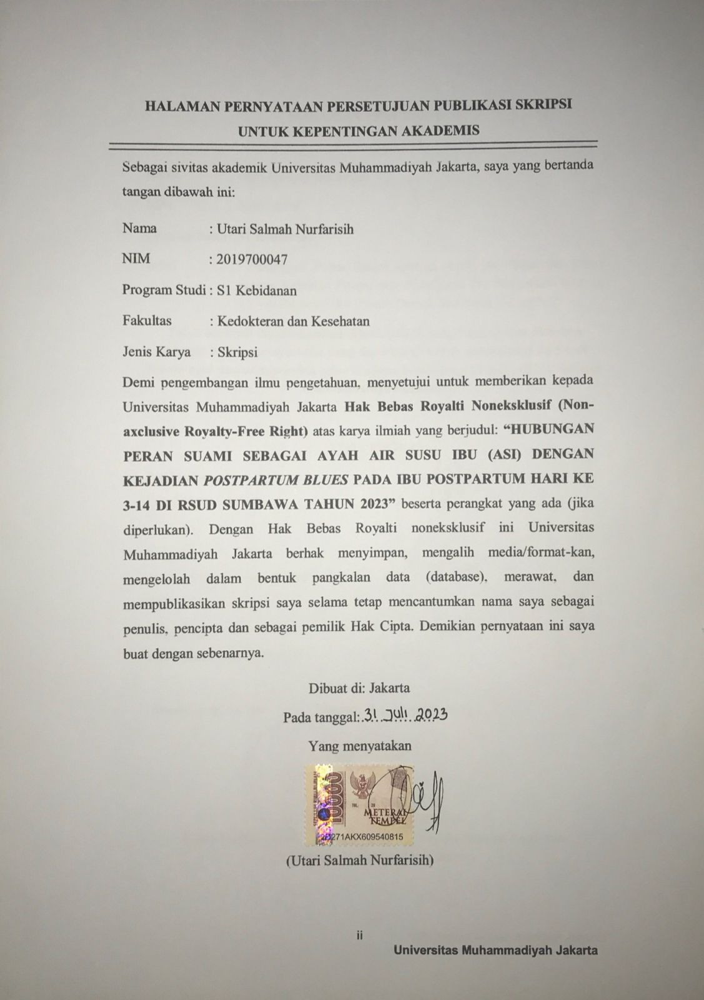 HALAMAN PERNYATAAN PERSETUJUAN PUBLIKASI SKRIPSI
UNTUK KEPENTINGAN AKADEMIS
Sebagai sivitas akademik Universitas Muhammadiyah Jakarta, saya yang bertanda
tangan dibawah ini:
Nama : Utari Salmah Nurfarisih
NIM : 2019700047
Program Studi : S1 Kebidanan
Fakultas : Kedokteran dan Kesehatan
Jenis Karya : Skripsi
Demi pengembangan ilmu pengetahuan, menyetujui untuk memberikan kepada
Universitas Muhammadiyah Jakarta Hak Bebas Royalti Noneksklusif (Non-
axclusive Royalty-Free Right) atas karya ilmiah yang berjudul: “HUBUNGAN
PERAN SUAMI SEBAGAI AYAH AIR SUSU IBU (ASI) DENGAN
KEJADIAN POSTPARTUM BLUES PADA IBU POSTPARTUM HARI KE
3-14 DI RSUD SUMBAWA TAHUN 2023” beserta perangkat yang ada (jika
diperlukan). Dengan Hak Bebas Royalti noneksklusif ini Universitas
Muhammadiyah Jakarta berhak menyimpan, mengalih media/format-kan,
mengelolah dalam bentuk pangkalan data (database), merawat, dan
mempublikasikan skripsi saya selama tetap mencantumkan nama saya sebagai
penulis, pencipta dan sebagai pemilik Hak Cipta. Demikian pernyataan ini saya
buat dengan sebenarnya.
Dibuat di: Jakarta
Pada tanggal: 31 Juli 2023
Yang menyatakan
SEPULUH RIBU RUPIAH
10000
METERAI
TEMPEL
271AKX609540815
(Utari Salmah Nurfarisih)
ii
Universitas Muhammadiyah Jakarta